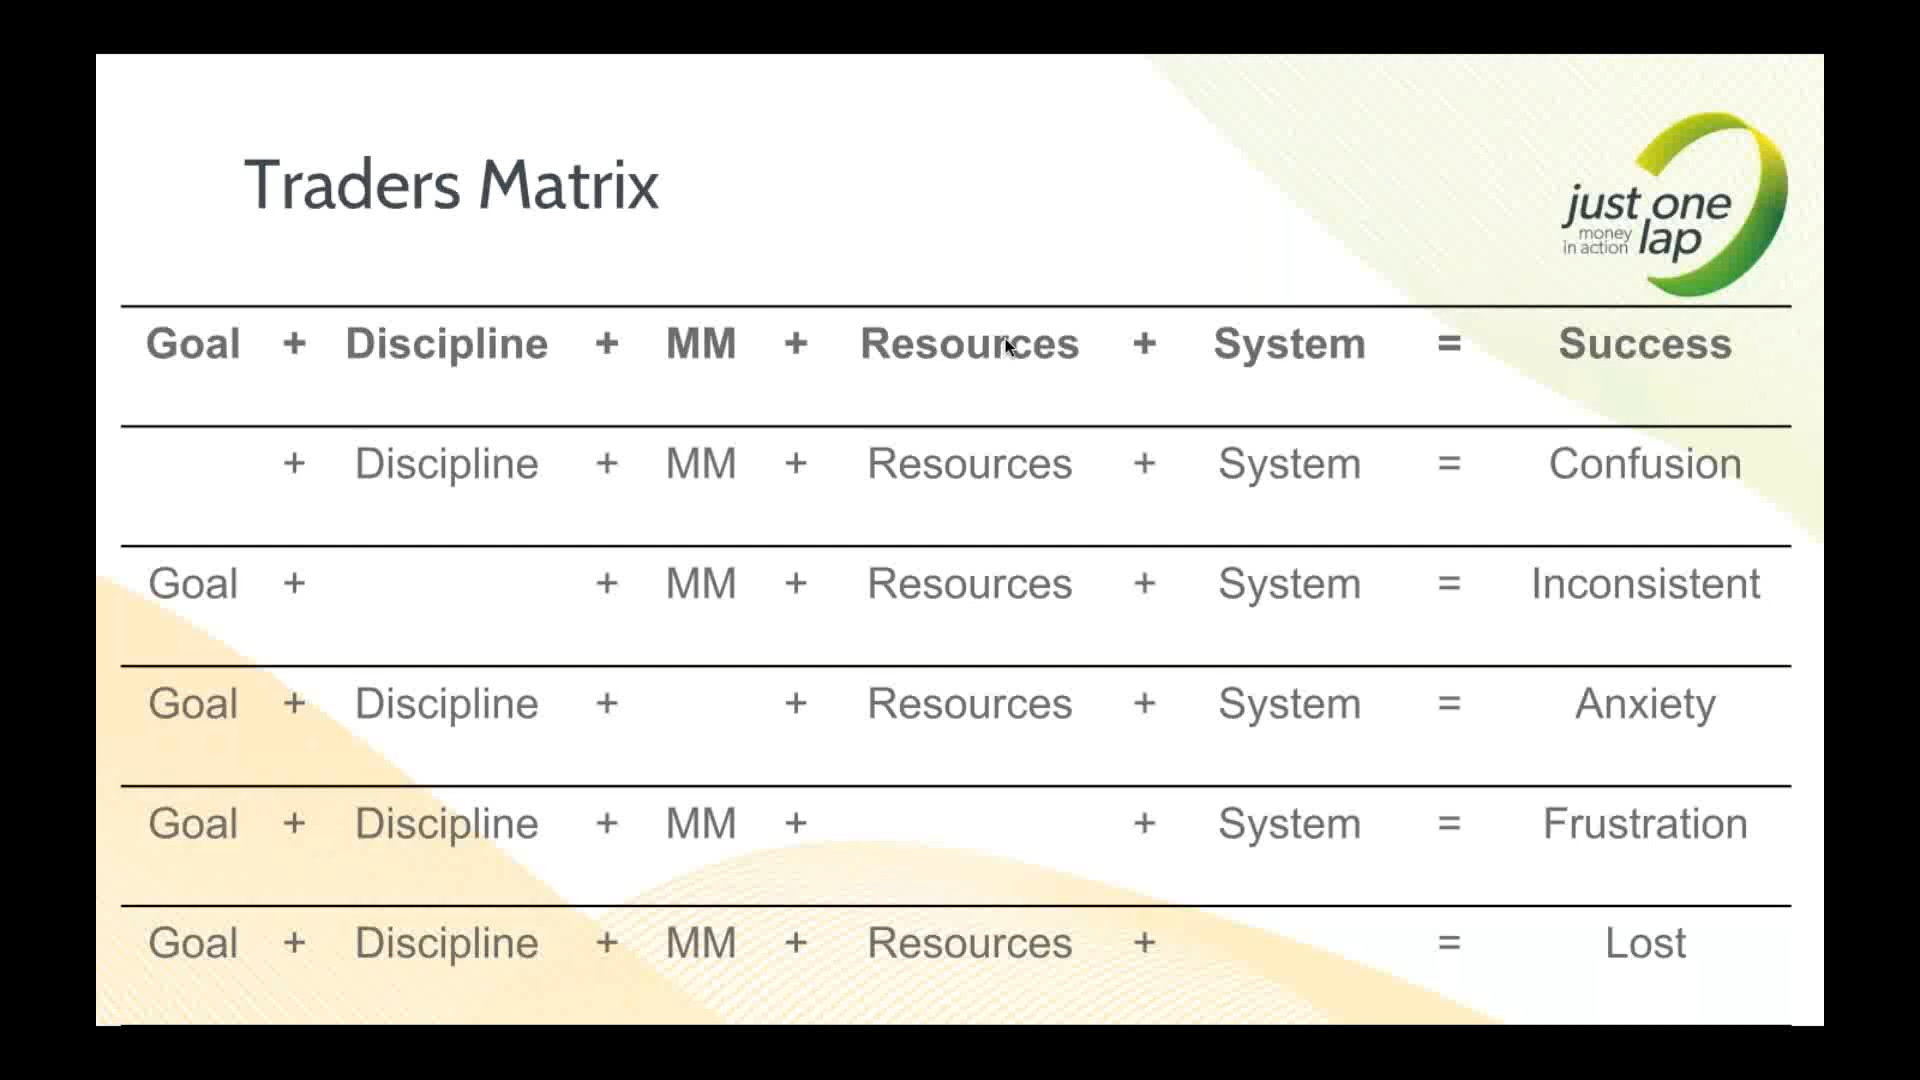 Traders Matrix
just one
money
in action lap
Goal + Discipline + MM + Resources + System = Success
+ Discipline + MM + Resources + System = Confusion
Goal + + MM + Resources + System = Inconsistent
Goal + Discipline + + Resources + System = Anxiety
Goal + Discipline + MM + + System = Frustration
Goal + Discipline + MM + Resources + = Lost